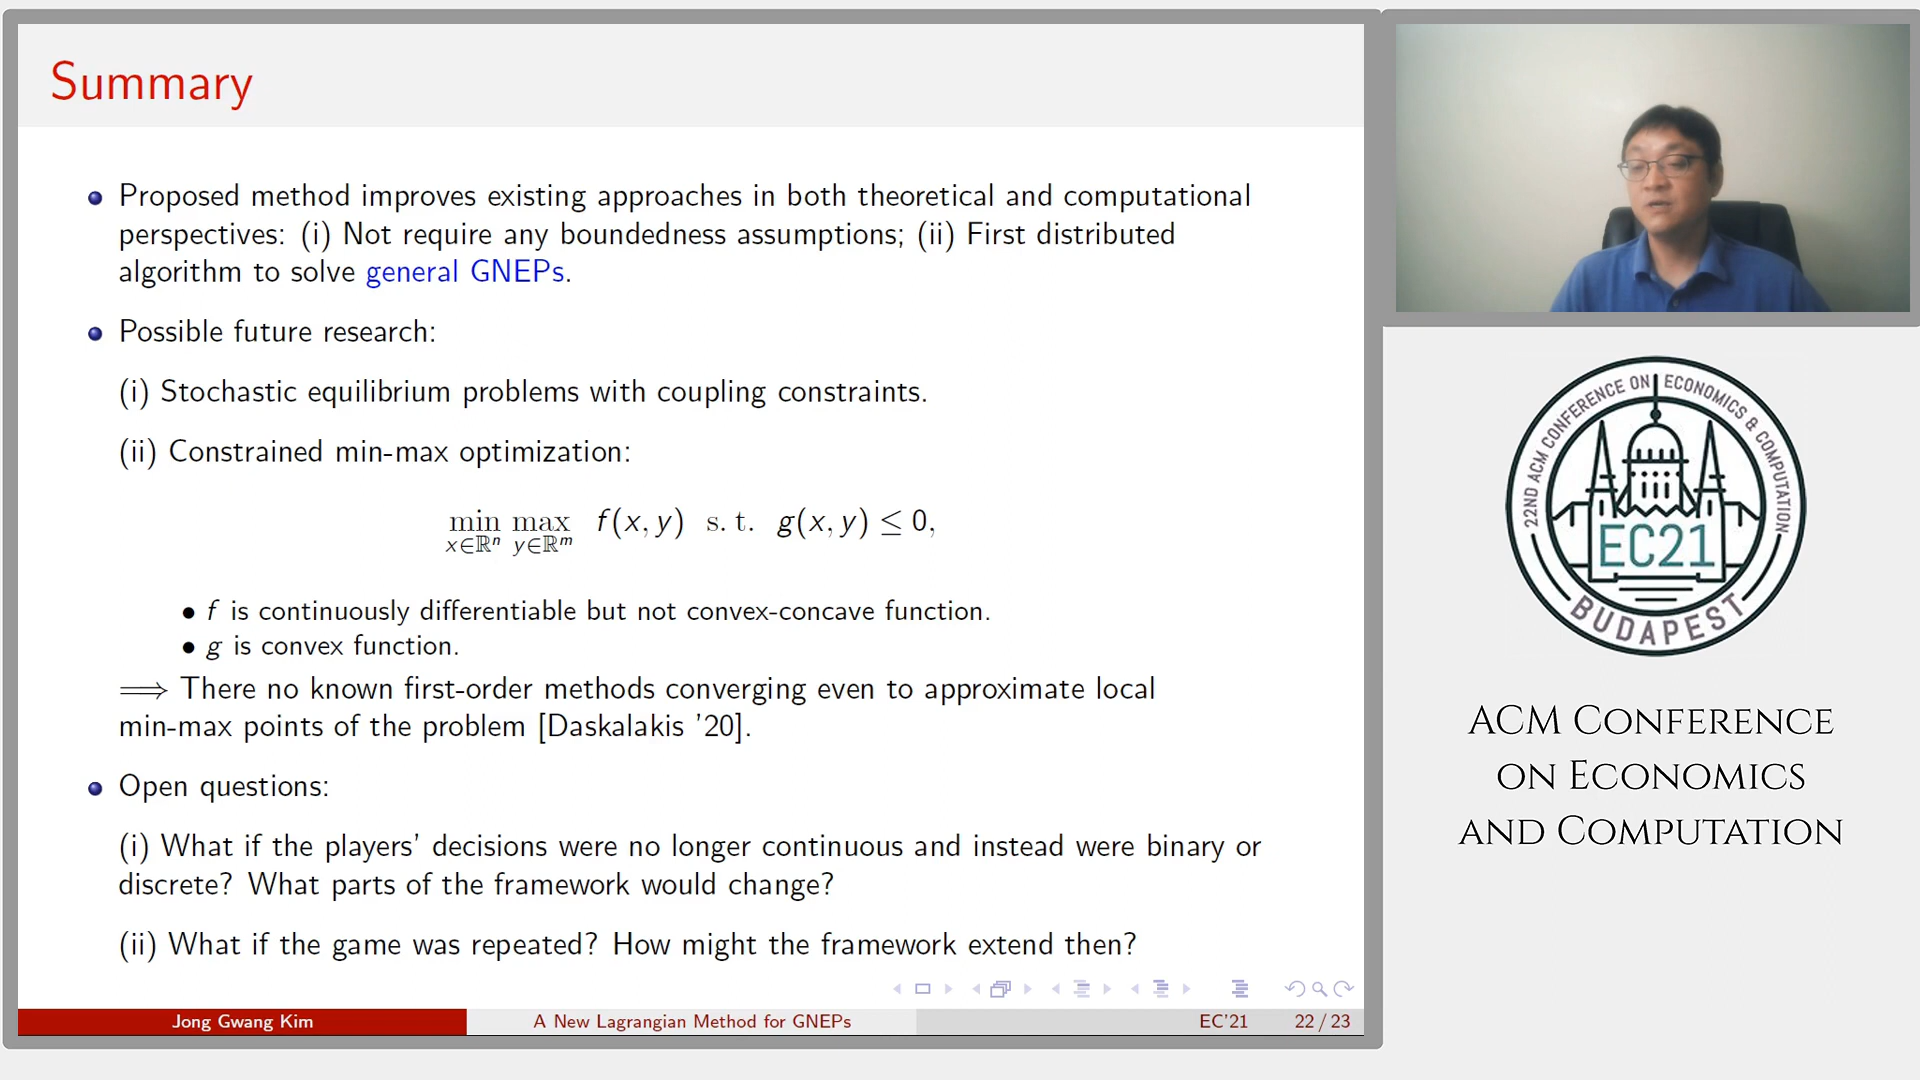 Summary
Proposed method improves existing approaches in both theoretical and computational
perspectives: (i) Not require any boundedness assumptions; (ii) First distributed
algorithm to solve general GNEPs.
Possible future research:
(i) Stochastic equilibrium problems with coupling constraints.
(ii) Constrained min-max optimization:
min max f(x, y) s. t. g(x, y) ≤ 0,
x∈ℝⁿ y∈ℝᵐ
• f is continuously differentiable but not convex-concave function.
• g is convex function.
⟹ There no known first-order methods converging even to approximate local
min-max points of the problem [Daskalakis '20].
Open questions:
(i) What if the players' decisions were no longer continuous and instead were binary or
discrete? What parts of the framework would change?
(ii) What if the game was repeated? How might the framework extend then?
Jong Gwang Kim A New Lagrangian Method for GNEPs EC'21 22 / 23
22ND ACM CONFERENCE ON ECONOMICS & COMPUTATION
EC21
BUDAPEST
ACM Conference
on Economics
and Computation